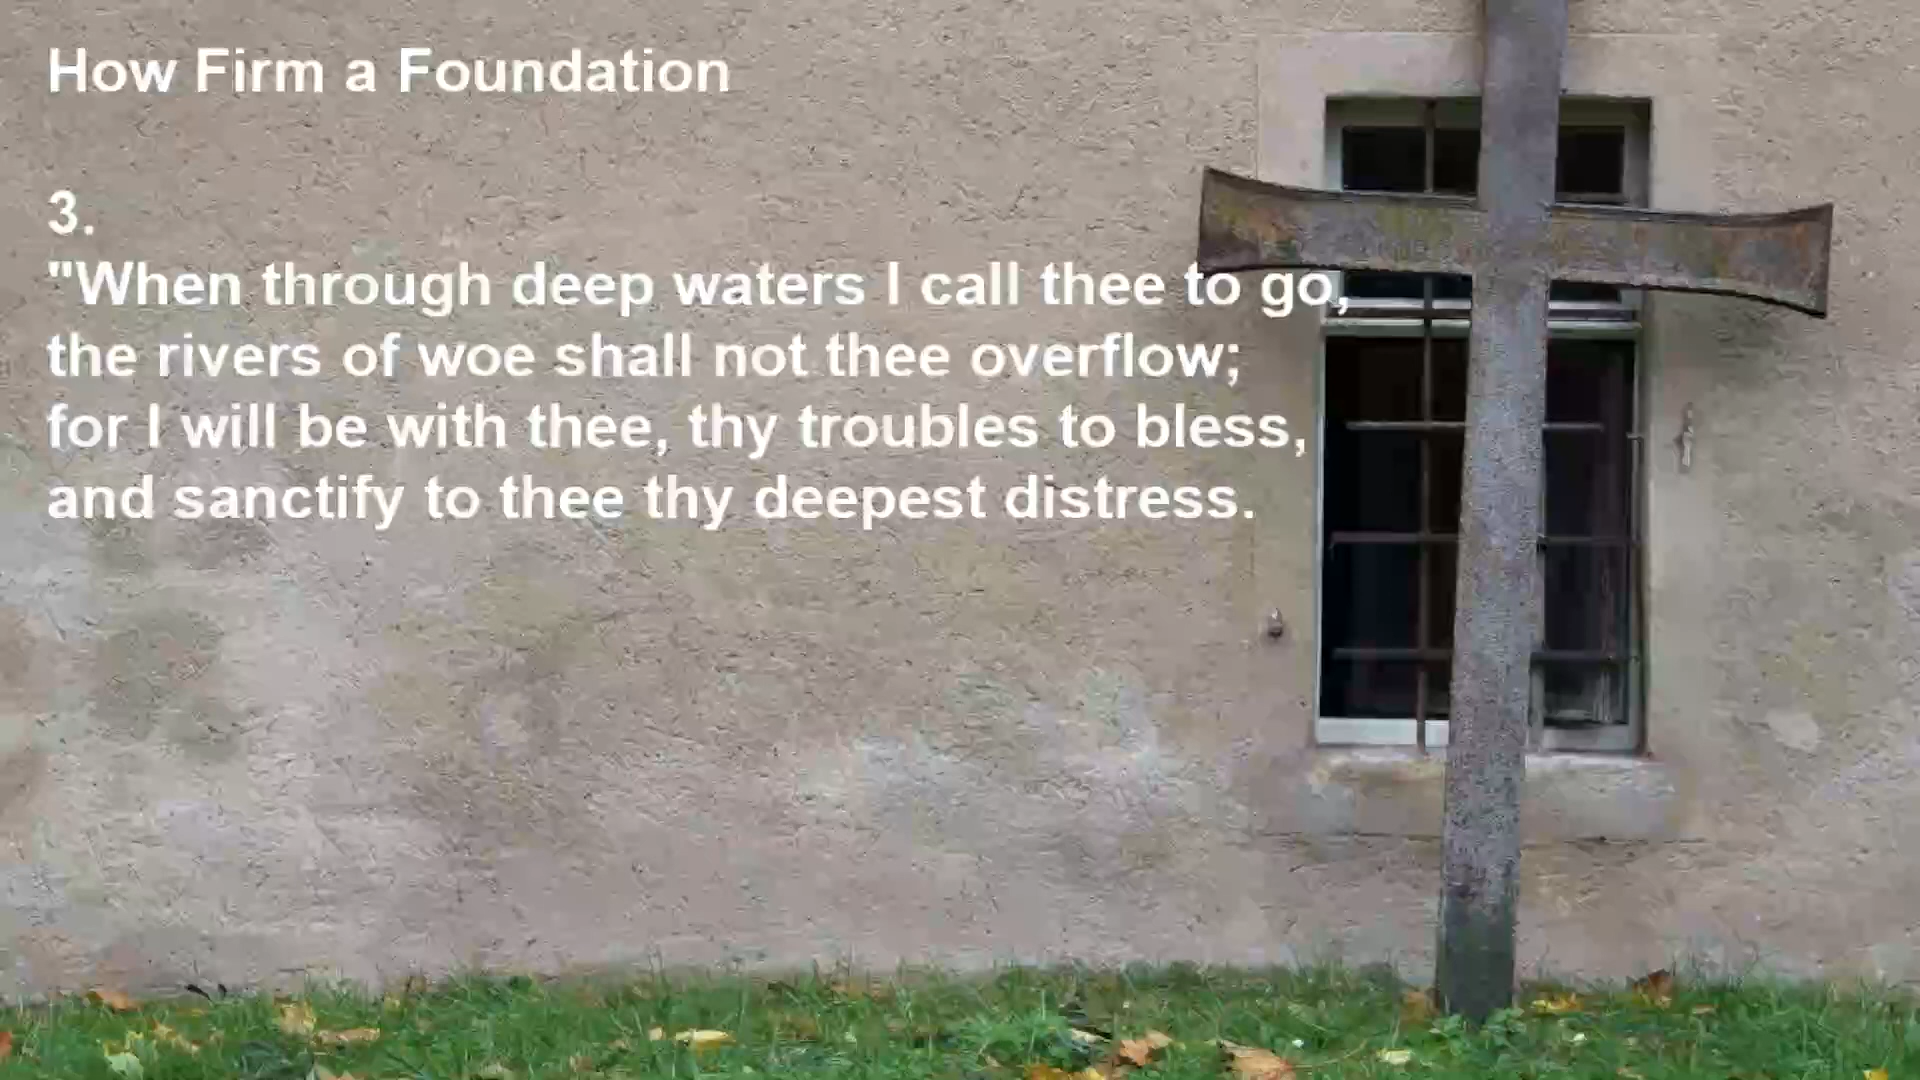 How Firm a Foundation
3.
"When through deep waters I call thee to go,
the rivers of woe shall not thee overflow;
for I will be with thee, thy troubles to bless,
and sanctify to thee thy deepest distress.